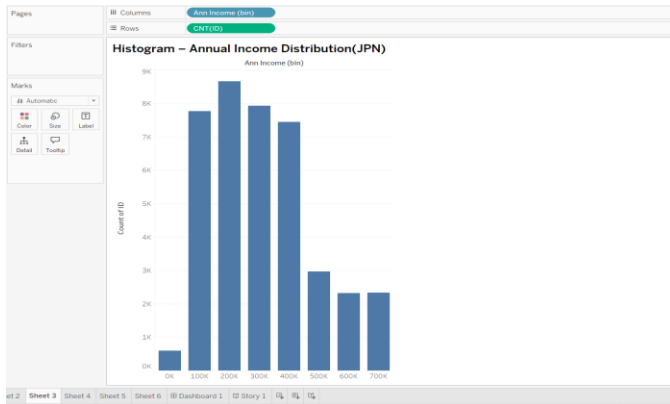 Pages
Columns
Ann Income (bin)
Rows
CNT(ID)
Filters
Marks
Automatic
Color
Size
Label
Detail
Tooltip
Histogram – Annual Income Distribution(JPN)
Ann Income (bin)
9K
8K
7K
6K
5K
4K
3K
2K
1K
0K
Count of ID
0K 100K 200K 300K 400K 500K 600K 700K
et 2 Sheet 3 Sheet 4 Sheet 5 Sheet 6 Dashboard 1 Story 1